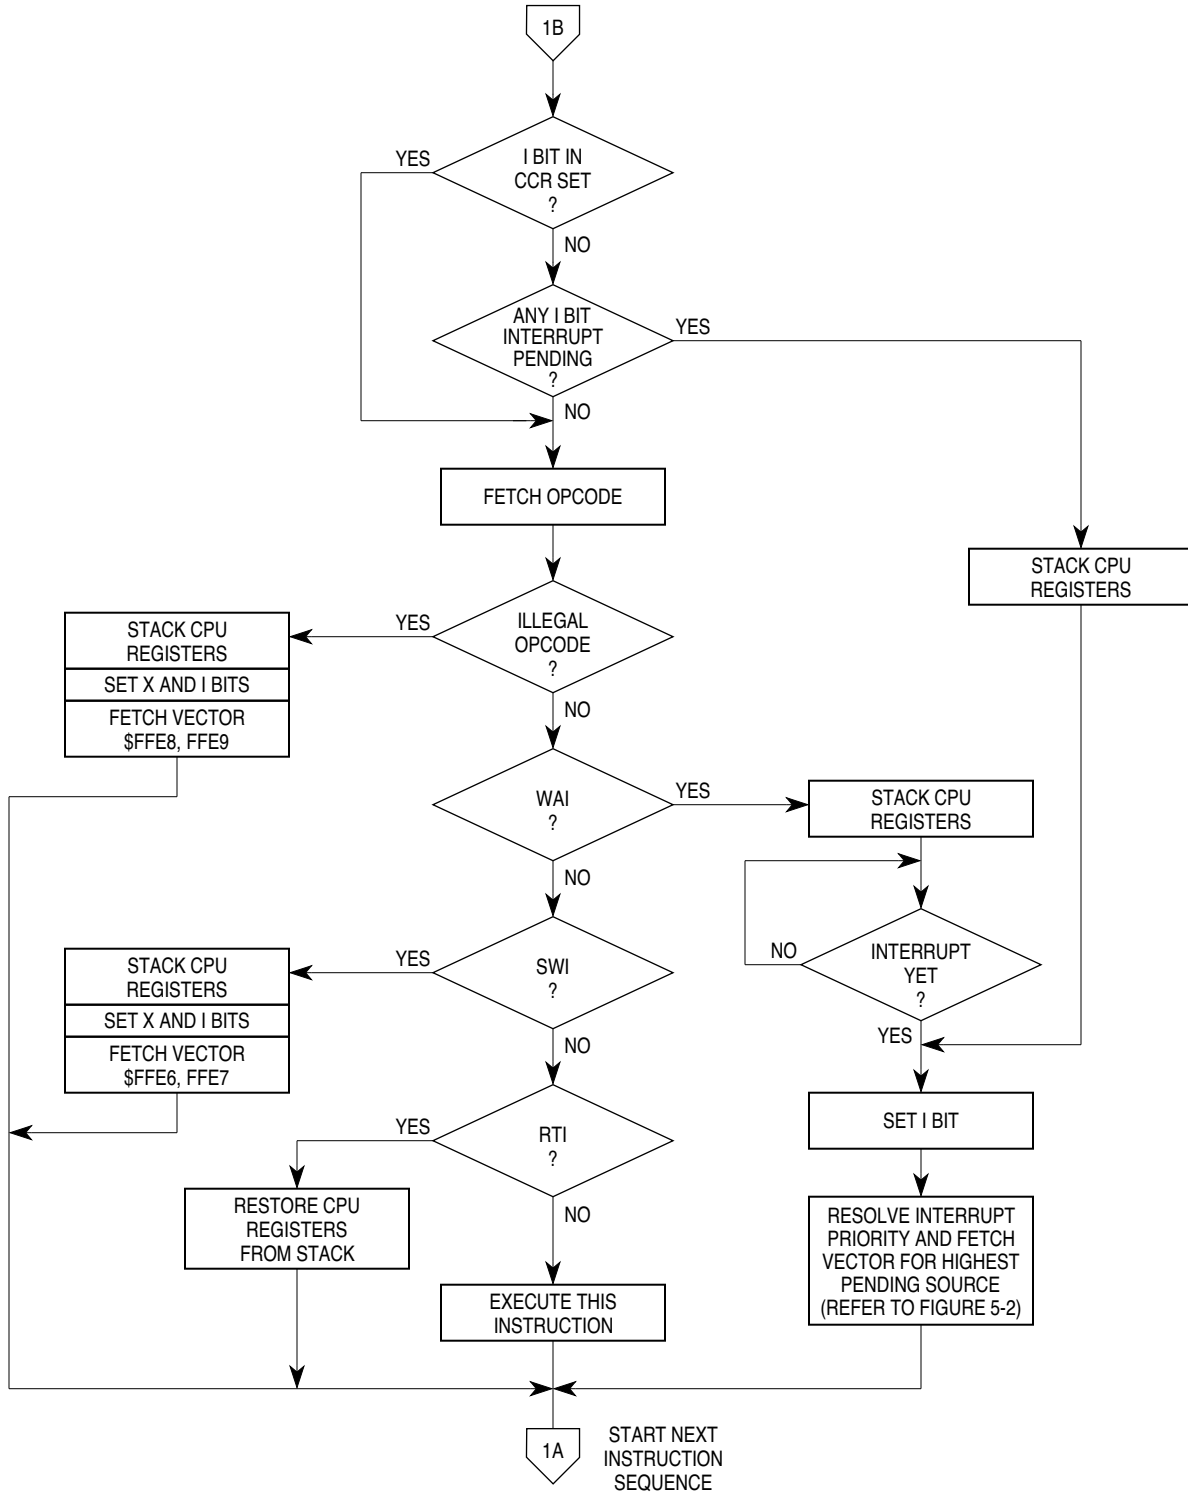 1B
I BIT IN
CCR SET
?
YES
NO
ANY I BIT
INTERRUPT
PENDING
?
YES
NO
FETCH OPCODE
STACK CPU
REGISTERS
ILLEGAL
OPCODE
?
YES
NO
STACK CPU
REGISTERS
SET X AND I BITS
FETCH VECTOR
$FFE8, FFE9
WAI
?
YES
NO
STACK CPU
REGISTERS
INTERRUPT
YET
?
NO
YES
SWI
?
YES
NO
STACK CPU
REGISTERS
SET X AND I BITS
FETCH VECTOR
$FFE6, FFE7
SET I BIT
RTI
?
YES
NO
RESTORE CPU
REGISTERS
FROM STACK
RESOLVE INTERRUPT
PRIORITY AND FETCH
VECTOR FOR HIGHEST
PENDING SOURCE
(REFER TO FIGURE 5-2)
EXECUTE THIS
INSTRUCTION
1A
START NEXT
INSTRUCTION
SEQUENCE